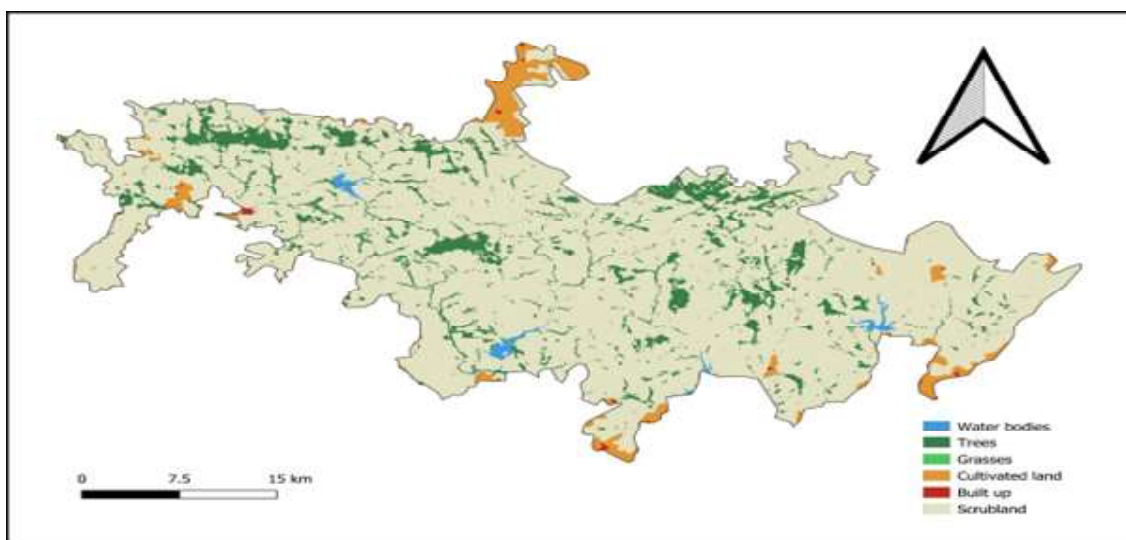 Water bodies
Trees
Grasses
Cultivated land
Built up
Scrubland
0 7.5 15 km